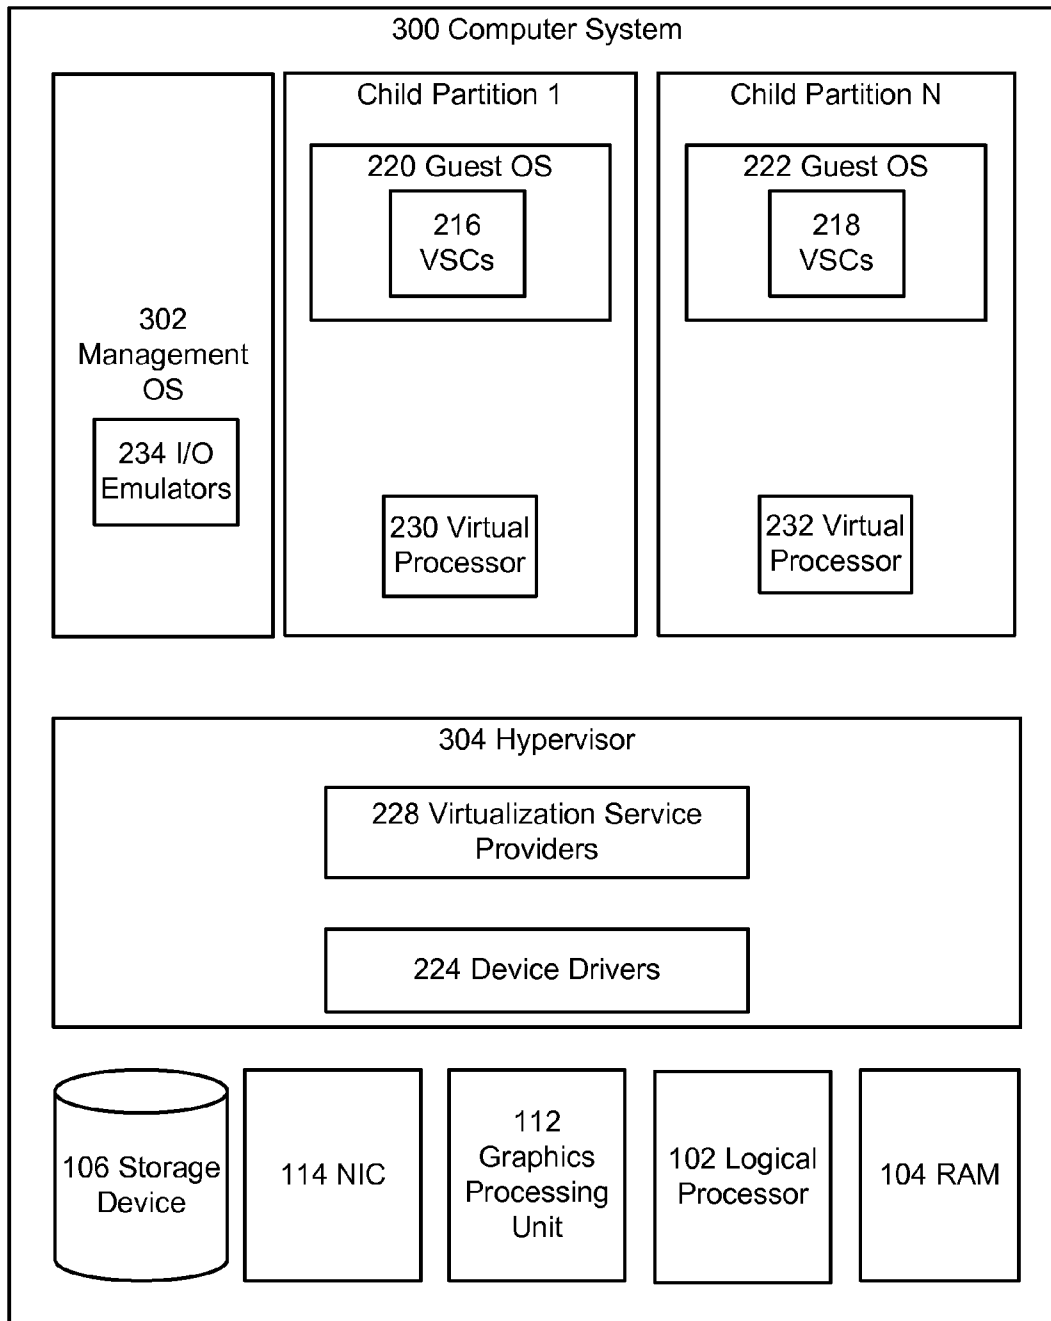 300 Computer System
302
Management
OS
234 I/O
Emulators
Child Partition 1
220 Guest OS
216
VSCs
230 Virtual
Processor
Child Partition N
222 Guest OS
218
VSCs
232 Virtual
Processor
304 Hypervisor
228 Virtualization Service
Providers
224 Device Drivers
106 Storage
Device
114 NIC
112
Graphics
Processing
Unit
102 Logical
Processor
104 RAM